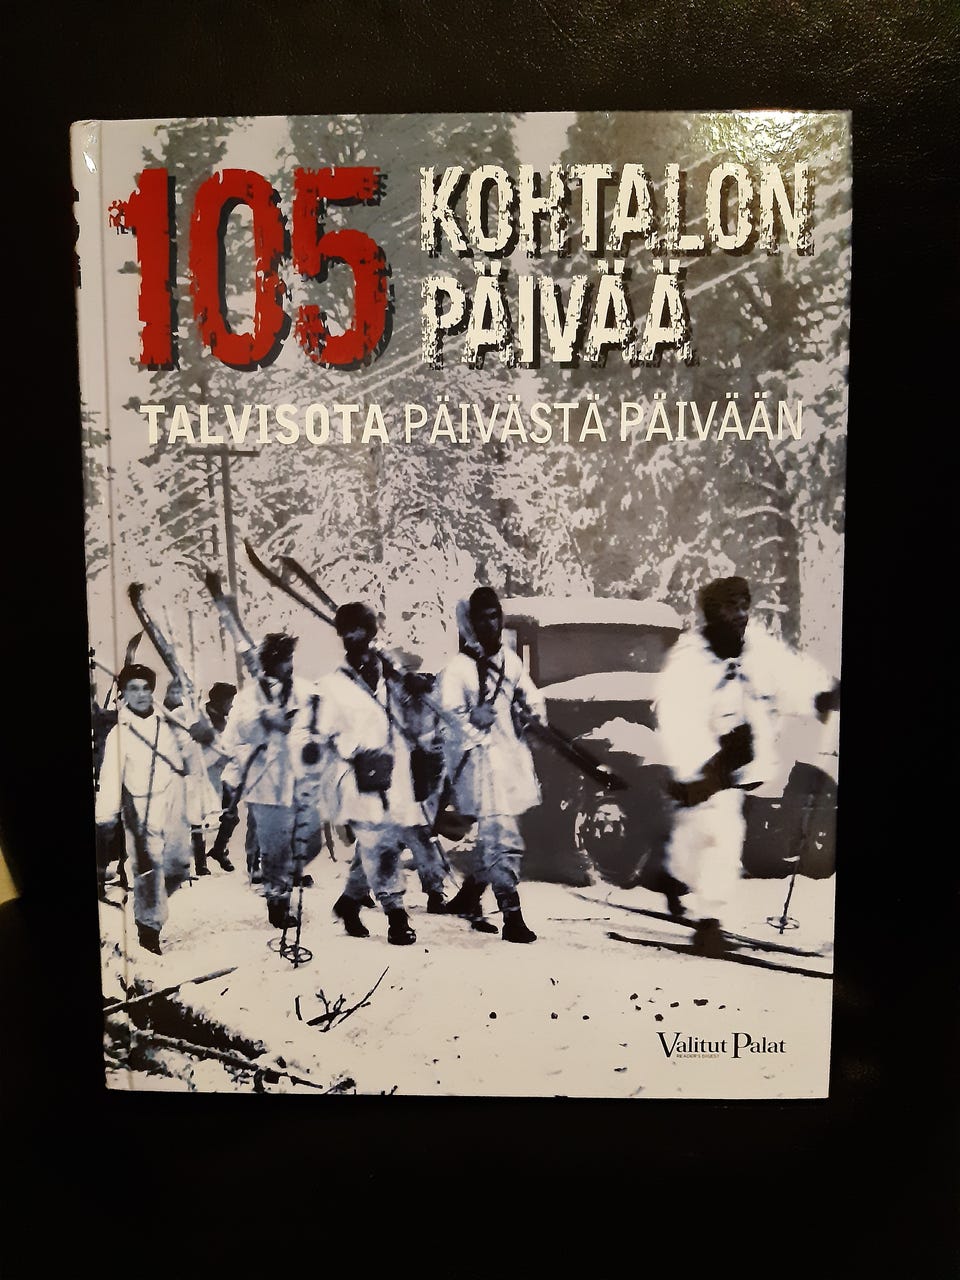 105 KOHTALON
PÄIVÄÄ
TALVISOTA PÄIVÄSTÄ PÄIVÄÄN
Valitut Palat
READER'S DIGEST